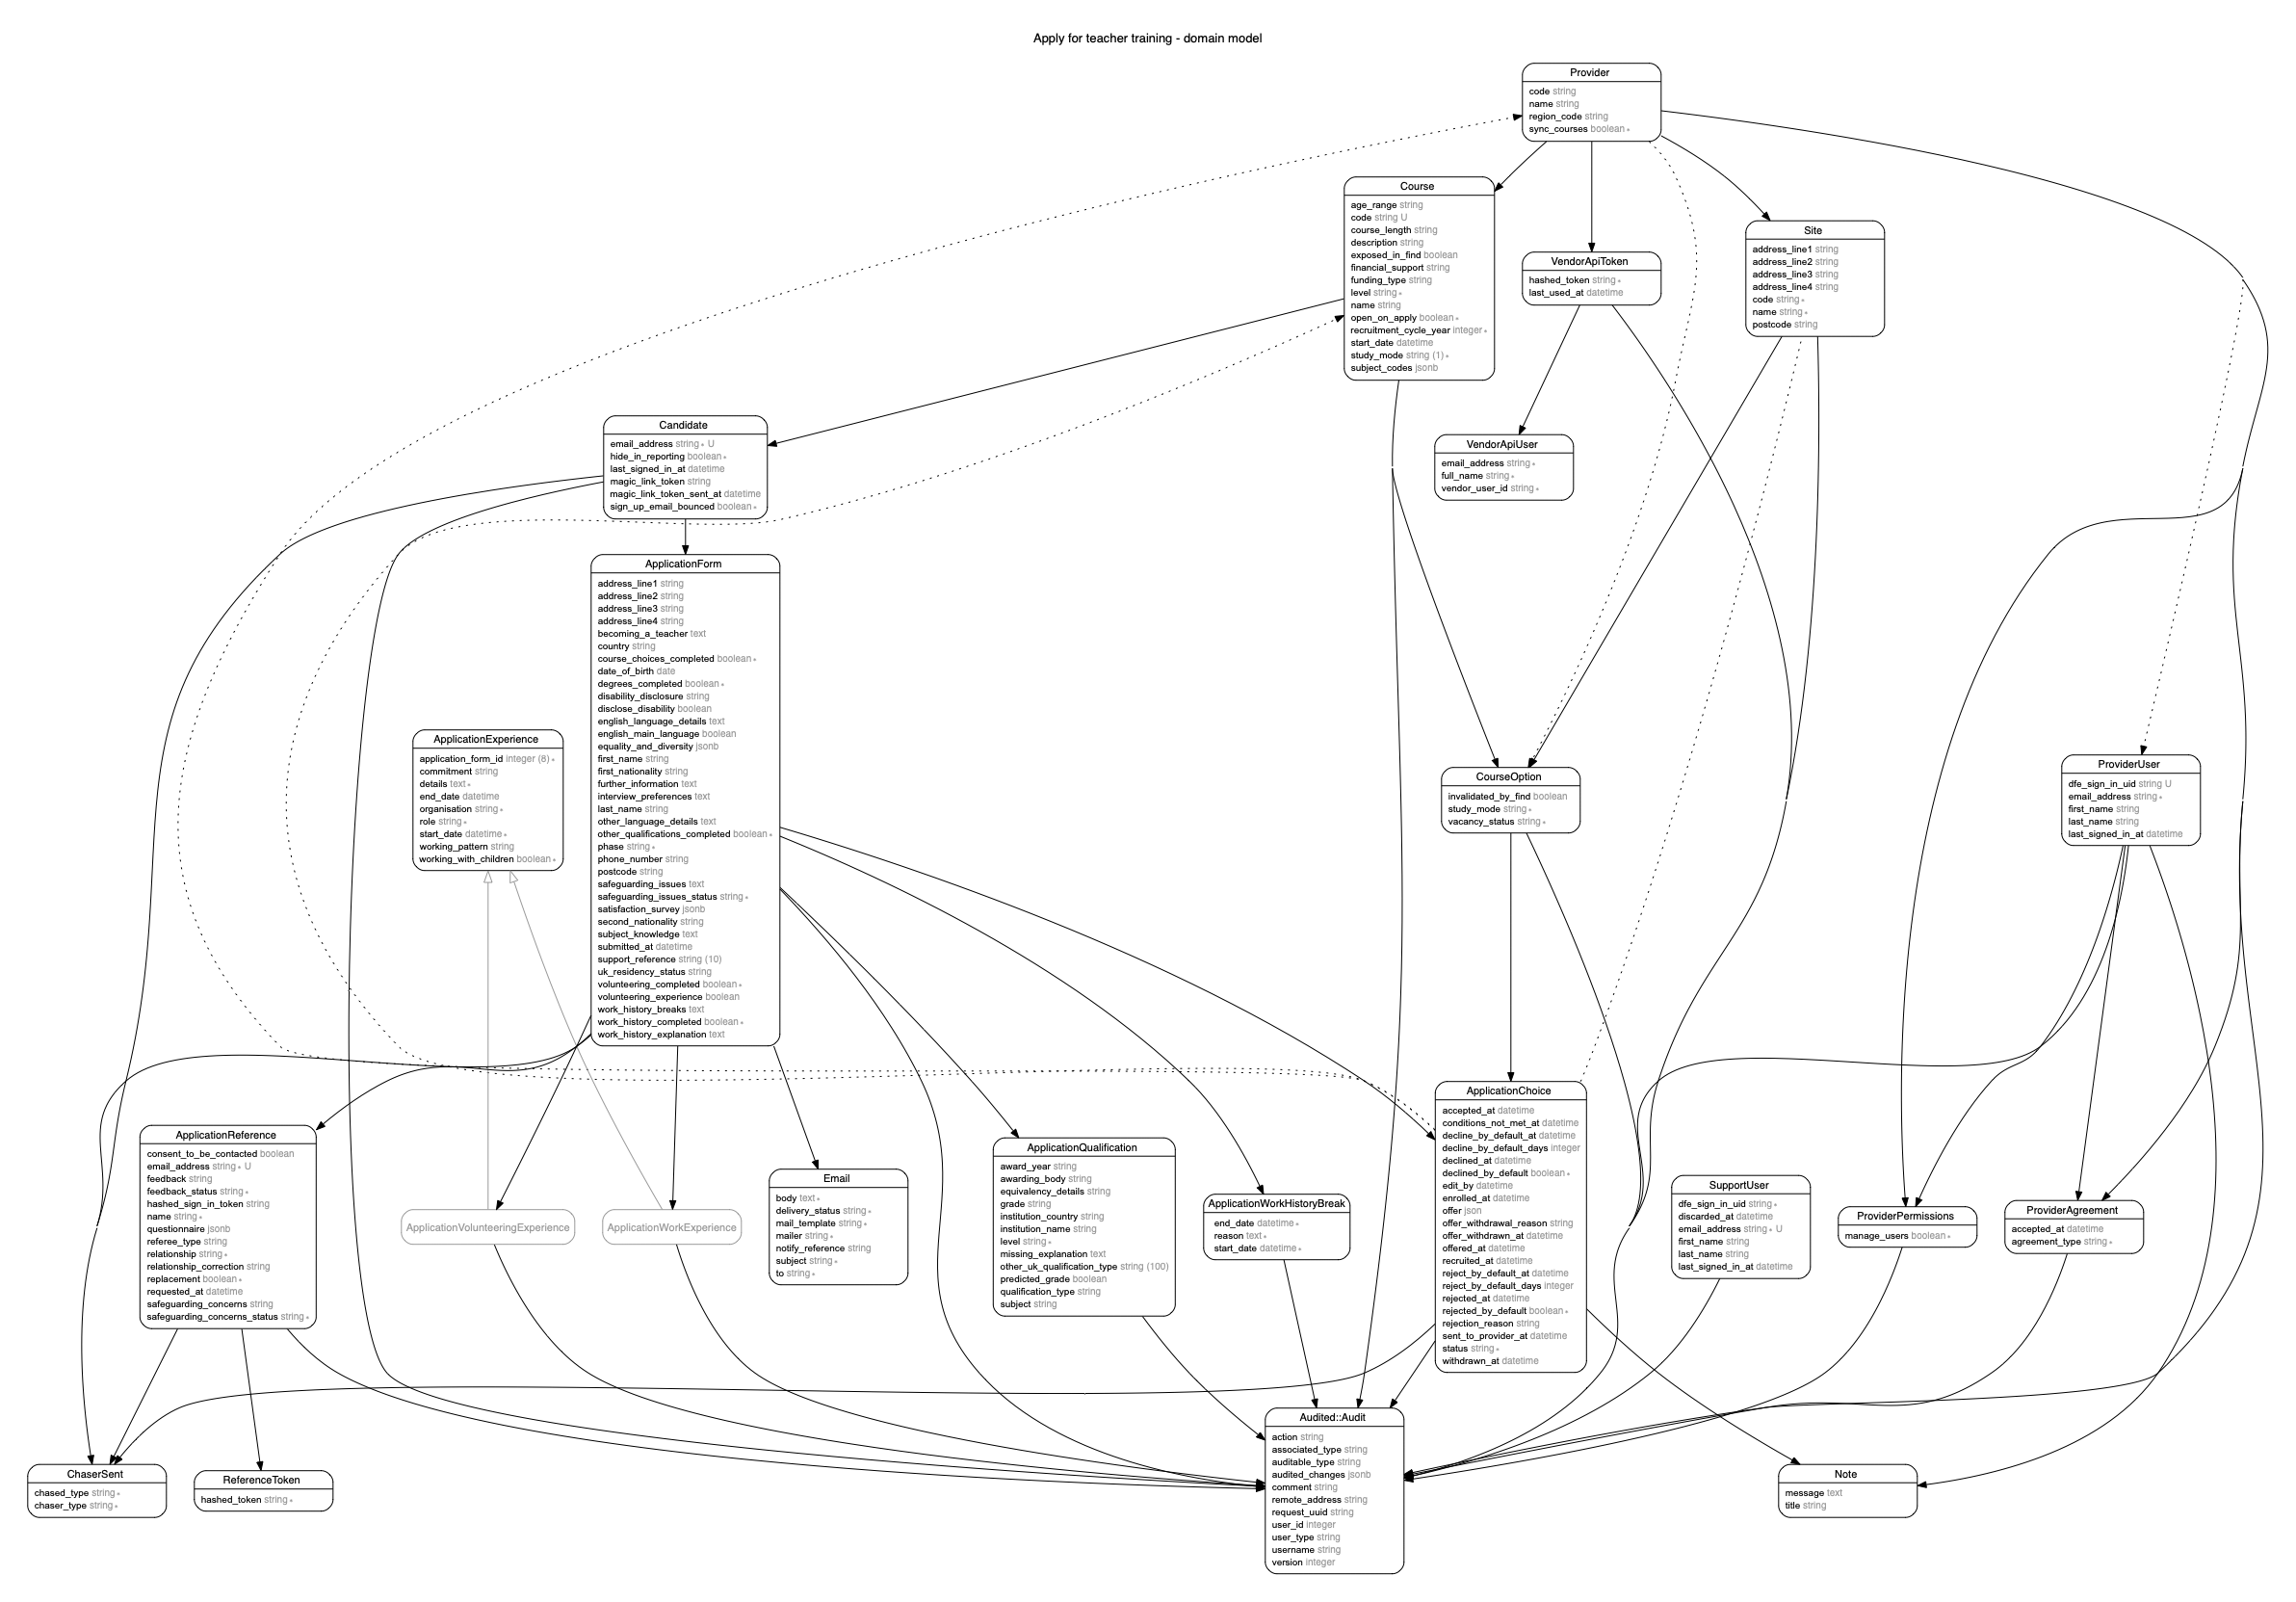 Apply for teacher training - domain model
Provider
code string
name string
region_code string
sync_courses boolean ∗
Course
age_range string
code string U
course_length string
description string
exposed_in_find boolean
financial_support string
funding_type string
level string ∗
name string
open_on_apply boolean ∗
recruitment_cycle_year integer ∗
start_date datetime
study_mode string (1) ∗
subject_codes jsonb
VendorApiToken
hashed_token string ∗
last_used_at datetime
Site
address_line1 string
address_line2 string
address_line3 string
address_line4 string
code string ∗
name string ∗
postcode string
Candidate
email_address string ∗ U
hide_in_reporting boolean ∗
last_signed_in_at datetime
magic_link_token string
magic_link_token_sent_at datetime
sign_up_email_bounced boolean ∗
VendorApiUser
email_address string ∗
full_name string ∗
vendor_user_id string ∗
ApplicationForm
address_line1 string
address_line2 string
address_line3 string
address_line4 string
becoming_a_teacher text
country string
course_choices_completed boolean ∗
date_of_birth date
degrees_completed boolean ∗
disability_disclosure string
disclose_disability boolean
english_language_details text
english_main_language boolean
equality_and_diversity jsonb
first_name string
first_nationality string
further_information text
interview_preferences text
last_name string
other_language_details text
other_qualifications_completed boolean ∗
phase string ∗
phone_number string
postcode string
safeguarding_issues text
safeguarding_issues_status string ∗
satisfaction_survey jsonb
second_nationality string
subject_knowledge text
submitted_at datetime
support_reference string (10)
uk_residency_status string
volunteering_completed boolean ∗
volunteering_experience boolean
work_history_breaks text
work_history_completed boolean ∗
work_history_explanation text
ApplicationExperience
application_form_id integer (8) ∗
commitment string
details text ∗
end_date datetime
organisation string ∗
role string ∗
start_date datetime ∗
working_pattern string
working_with_children boolean ∗
CourseOption
invalidated_by_find boolean
study_mode string ∗
vacancy_status string ∗
ProviderUser
dfe_sign_in_uid string U
email_address string ∗
first_name string
last_name string
last_signed_in_at datetime
ApplicationReference
consent_to_be_contacted boolean
email_address string ∗ U
feedback string
feedback_status string ∗
hashed_sign_in_token string
name string ∗
questionnaire jsonb
referee_type string
relationship string ∗
relationship_correction string
replacement boolean ∗
requested_at datetime
safeguarding_concerns string
safeguarding_concerns_status string ∗
ApplicationVolunteeringExperience
ApplicationWorkExperience
Email
body text ∗
delivery_status string ∗
mail_template string ∗
mailer string ∗
notify_reference string
subject string ∗
to string ∗
ApplicationQualification
award_year string
awarding_body string
equivalency_details string
grade string
institution_country string
institution_name string
level string ∗
missing_explanation text
other_uk_qualification_type string (100)
predicted_grade boolean
qualification_type string
subject string
ApplicationWorkHistoryBreak
end_date datetime ∗
reason text ∗
start_date datetime ∗
ApplicationChoice
accepted_at datetime
conditions_not_met_at datetime
decline_by_default_at datetime
decline_by_default_days integer
declined_at datetime
declined_by_default boolean ∗
edit_by datetime
enrolled_at datetime
offer json
offer_withdrawal_reason string
offer_withdrawn_at datetime
offered_at datetime
recruited_at datetime
reject_by_default_at datetime
reject_by_default_days integer
rejected_at datetime
rejected_by_default boolean ∗
rejection_reason string
sent_to_provider_at datetime
status string ∗
withdrawn_at datetime
SupportUser
dfe_sign_in_uid string ∗
discarded_at datetime
email_address string ∗ U
first_name string
last_name string
last_signed_in_at datetime
ProviderPermissions
manage_users boolean ∗
ProviderAgreement
accepted_at datetime
agreement_type string ∗
ChaserSent
chased_type string ∗
chaser_type string ∗
ReferenceToken
hashed_token string ∗
Audited::Audit
action string
associated_type string
auditable_type string
audited_changes jsonb
comment string
remote_address string
request_uuid string
user_id integer
user_type string
username string
version integer
Note
message text
title string